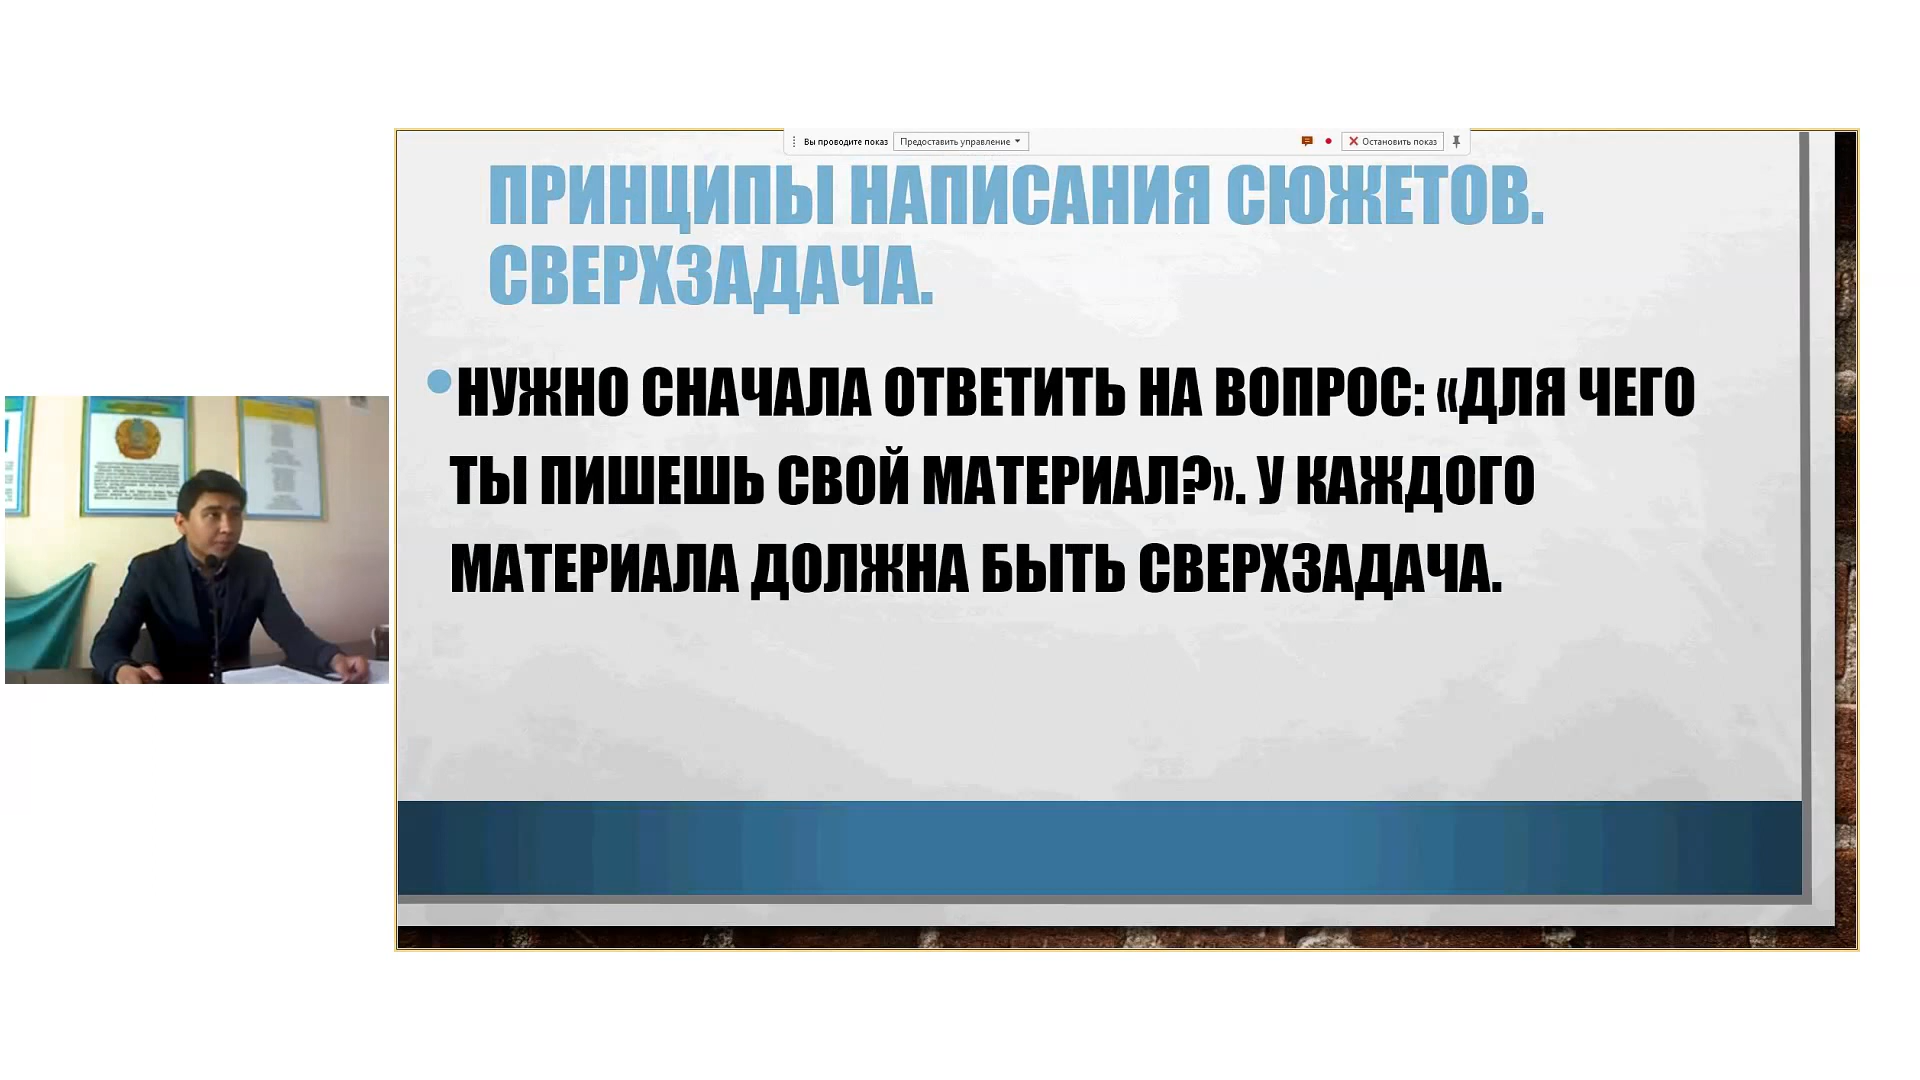 Вы проводите показ
Предоставить управление
Остановить показ
ПРИНЦИПЫ НАПИСАНИЯ СЮЖЕТОВ.
СВЕРХЗАДАЧА.
НУЖНО СНАЧАЛА ОТВЕТИТЬ НА ВОПРОС: «ДЛЯ ЧЕГО
ТЫ ПИШЕШЬ СВОЙ МАТЕРИАЛ?». У КАЖДОГО
МАТЕРИАЛА ДОЛЖНА БЫТЬ СВЕРХЗАДАЧА.